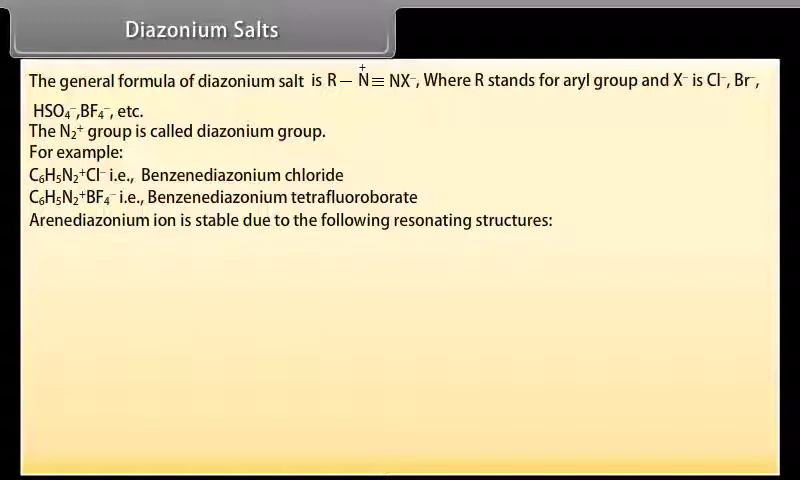 Diazonium Salts
The general formula of diazonium salt is R – N⁺ ≡ NX⁻, Where R stands for aryl group and X⁻ is Cl⁻, Br⁻,
HSO₄⁻,BF₄⁻, etc.
The N₂⁺ group is called diazonium group.
For example:
C₆H₅N₂⁺Cl⁻ i.e., Benzenediazonium chloride
C₆H₅N₂⁺BF₄⁻ i.e., Benzenediazonium tetrafluoroborate
Arenediazonium ion is stable due to the following resonating structures: